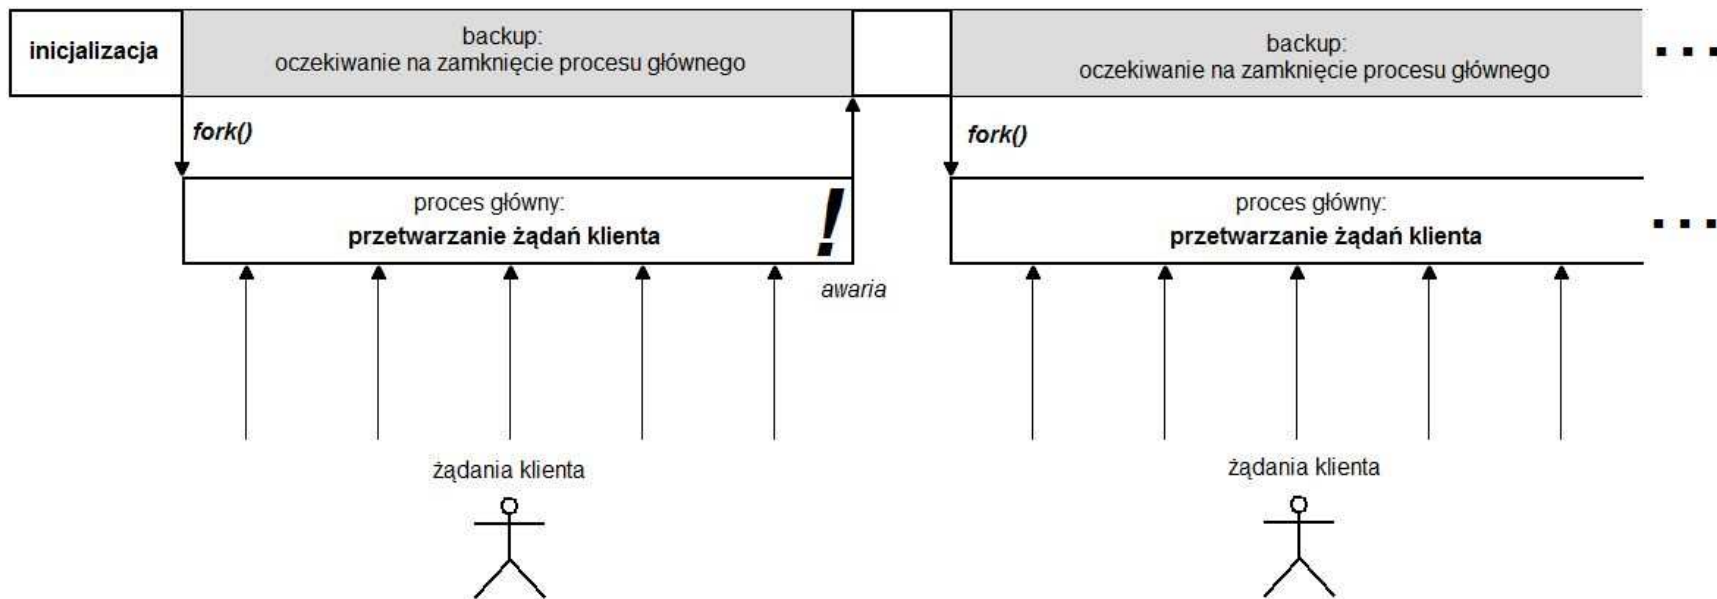 inicjalizacja
backup:
oczekiwanie na zamknięcie procesu głównego
backup:
oczekiwanie na zamknięcie procesu głównego
...
fork()
fork()
proces główny:
przetwarzanie żądań klienta
!
proces główny:
przetwarzanie żądań klienta
...
awaria
żądania klienta
żądania klienta